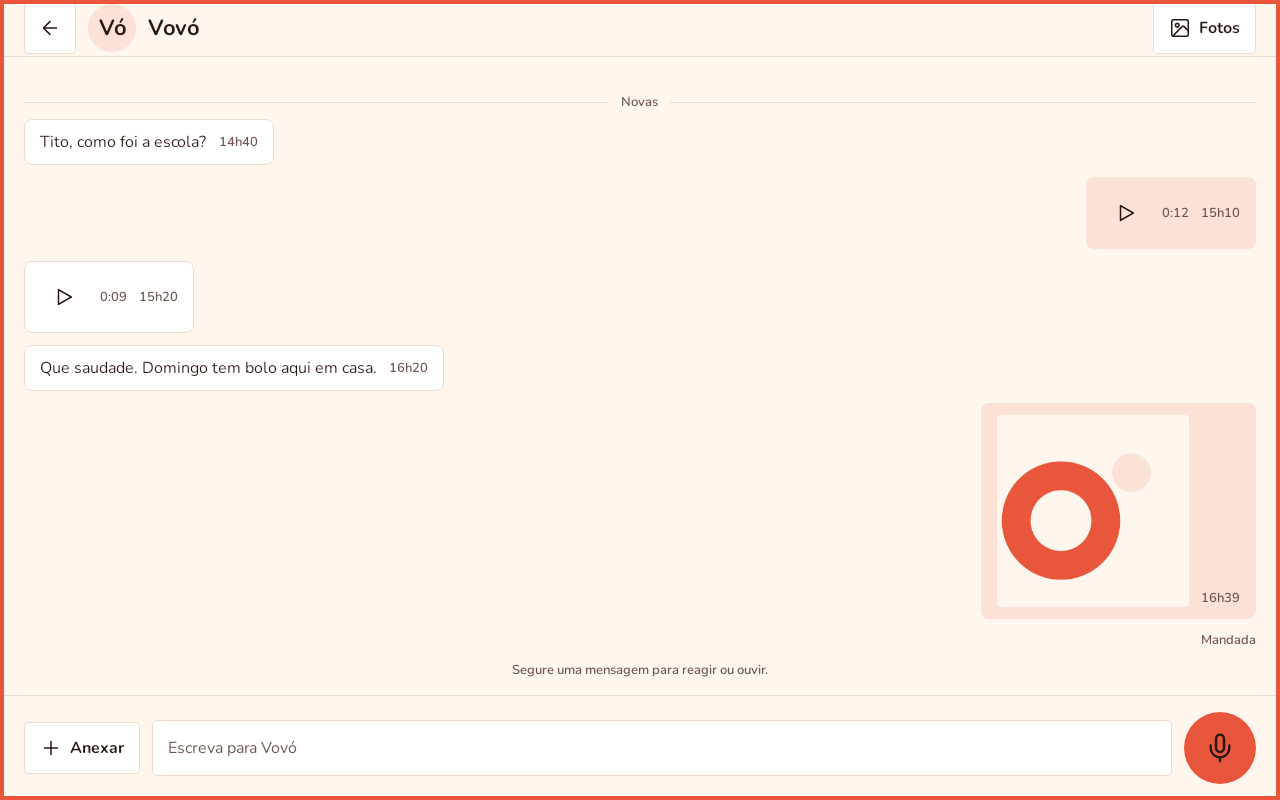 Vó Vovó
Fotos
Novas
Tito, como foi a escola? 14h40
0:12 15h10
0:09 15h20
Que saudade. Domingo tem bolo aqui em casa. 16h20
16h39
Mandada
Segure uma mensagem para reagir ou ouvir.
Anexar
Escreva para Vovó